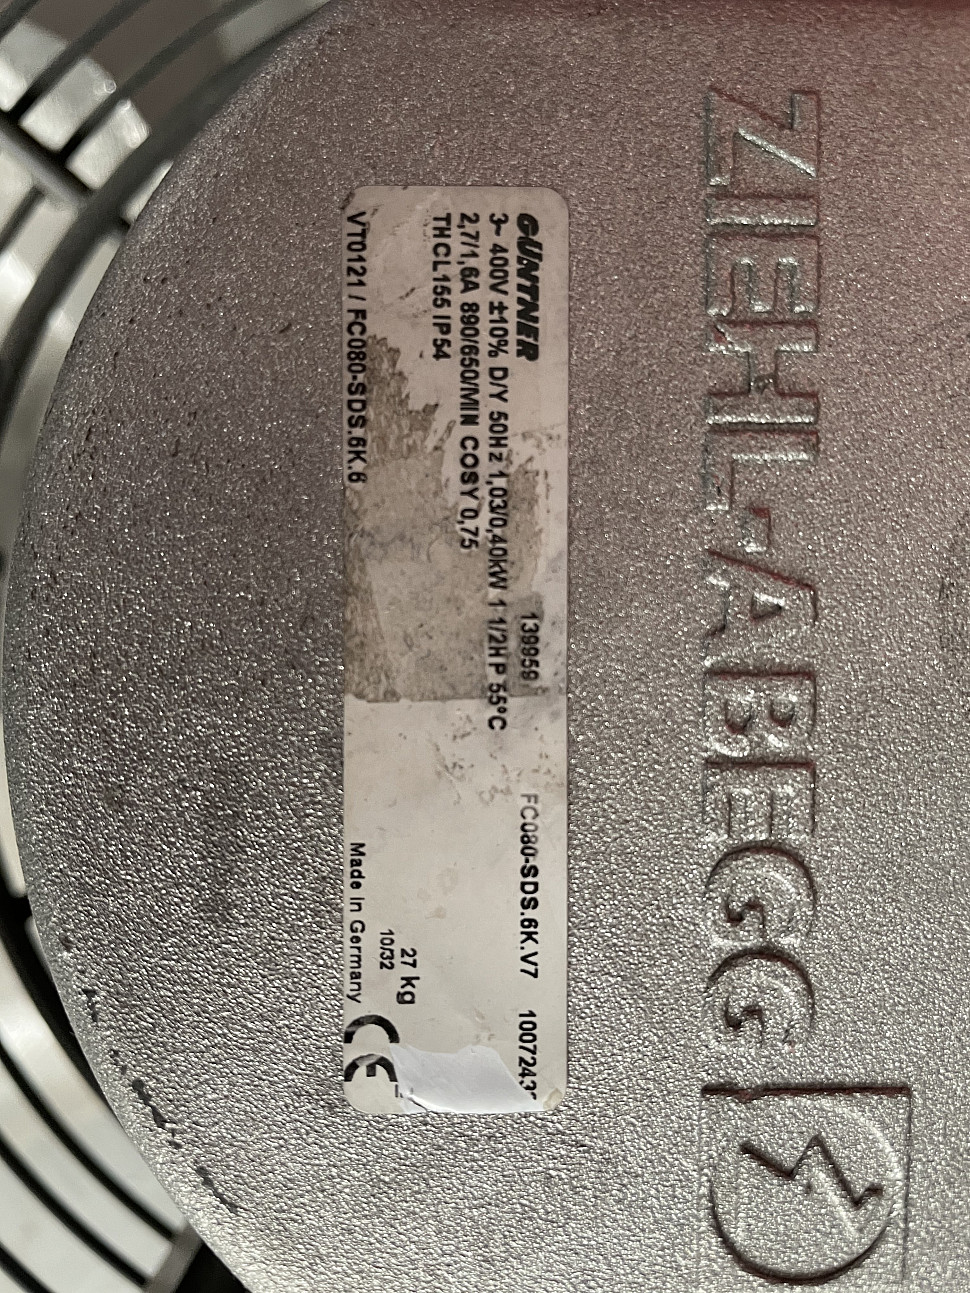 ZIEHL-ABEGG
GÜNTNER 139959 FC080-SDS.6K.V7
3~ 400V ±10% D/Y 50Hz 1,03/0,40kW 1 1/2HP 55°C
2,7/1,6A 890/650/MIN COSY 0,75
THCL155 IP54
27 kg
10/32
VT0121 / FC080-SDS.6K.6 Made in Germany CE